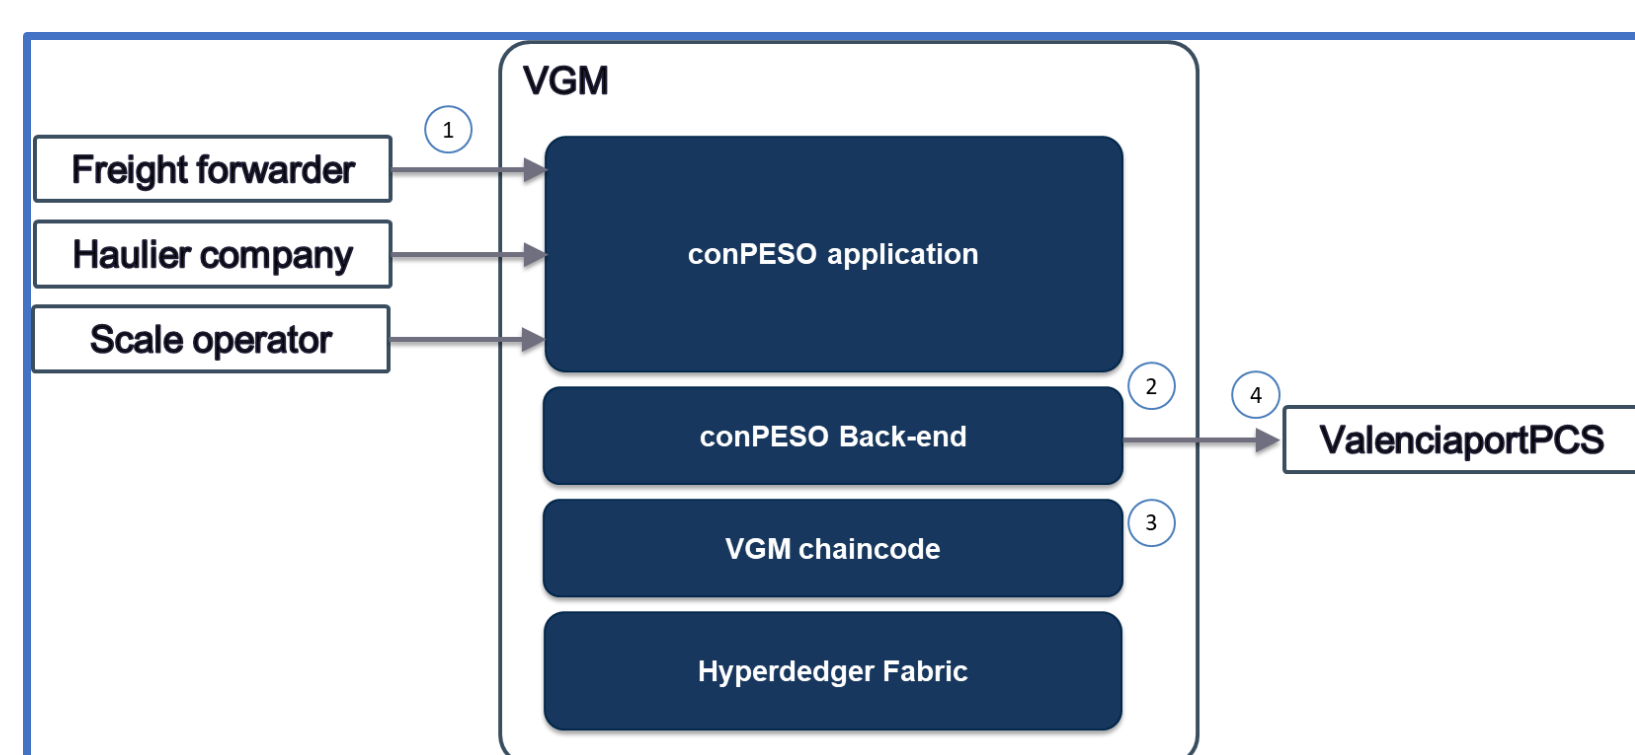 VGM
1
Freight forwarder
Haulier company
Scale operator
conPESO application
2
4
conPESO Back-end
ValenciaportPCS
3
VGM chaincode
Hyperdedger Fabric